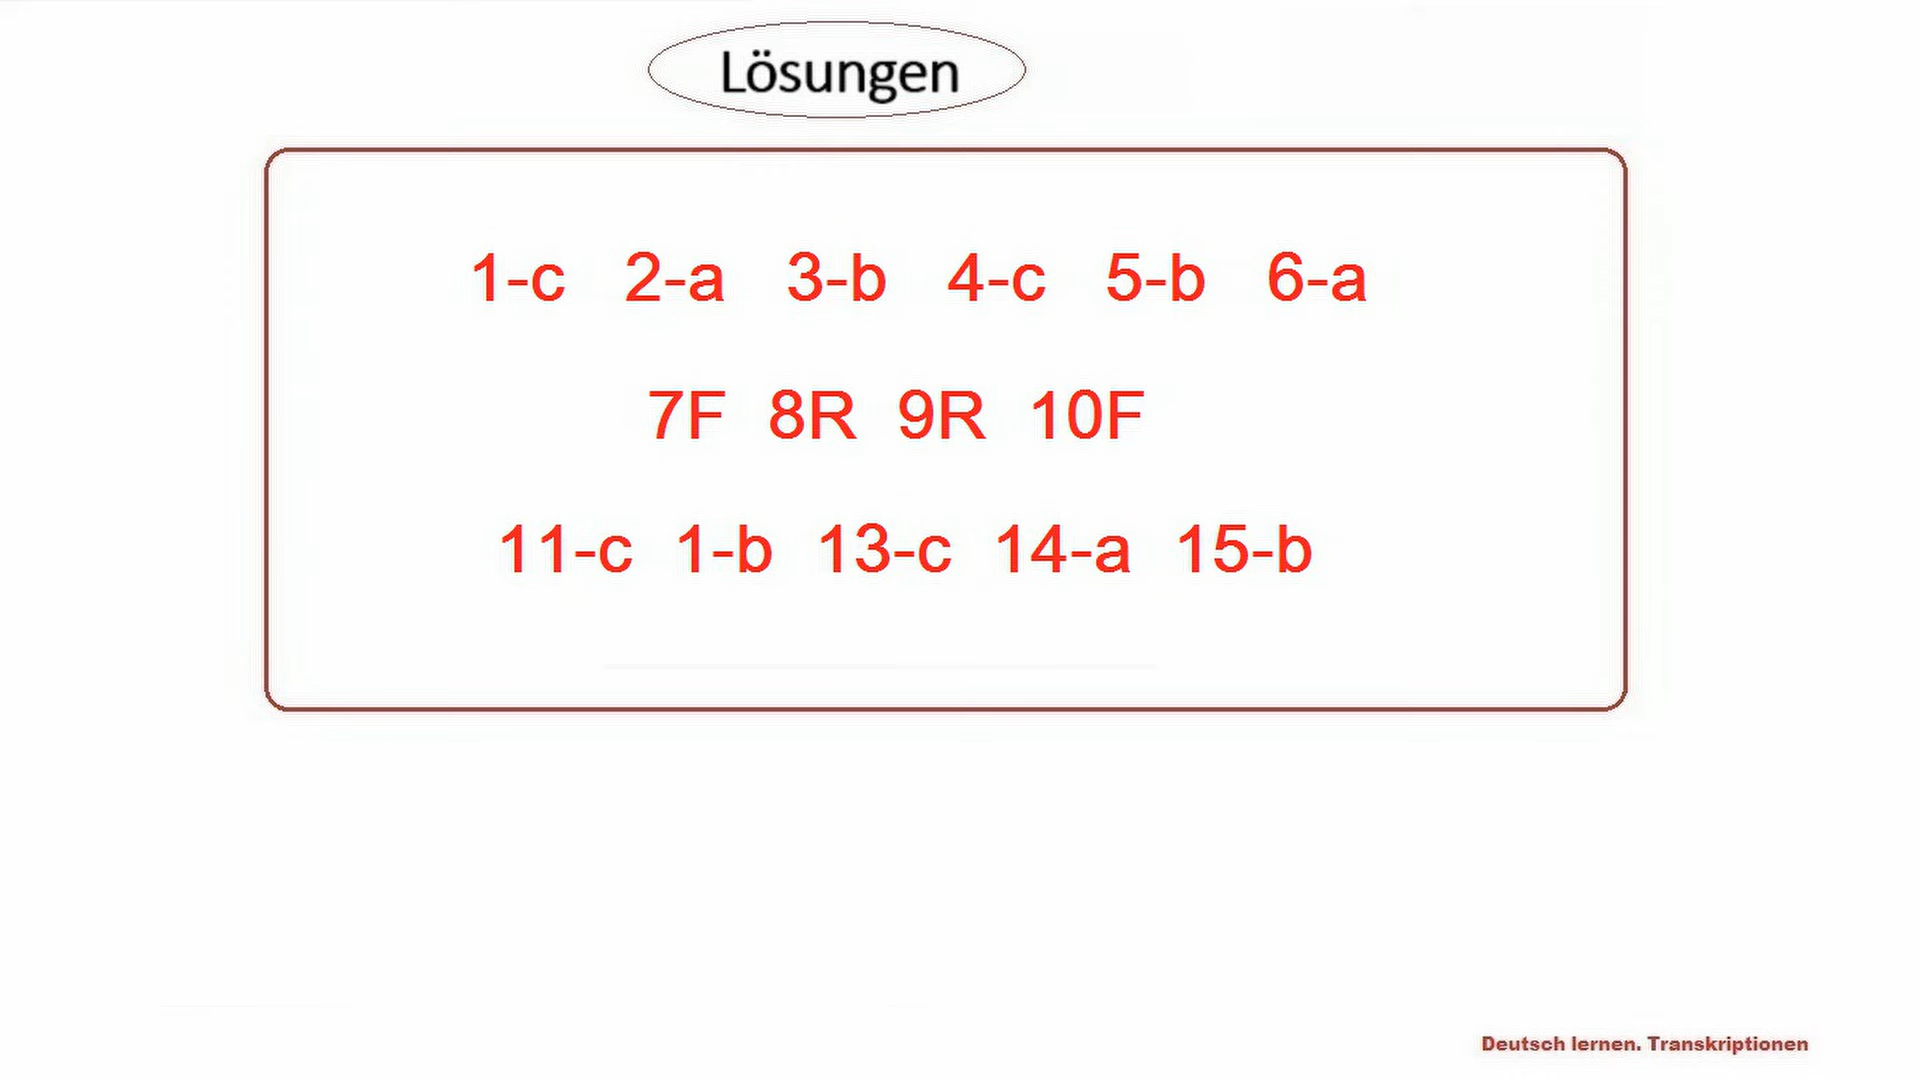 Lösungen
1-c 2-a 3-b 4-c 5-b 6-a
7F 8R 9R 10F
11-c 1-b 13-c 14-a 15-b
Deutsch lernen. Transkriptionen